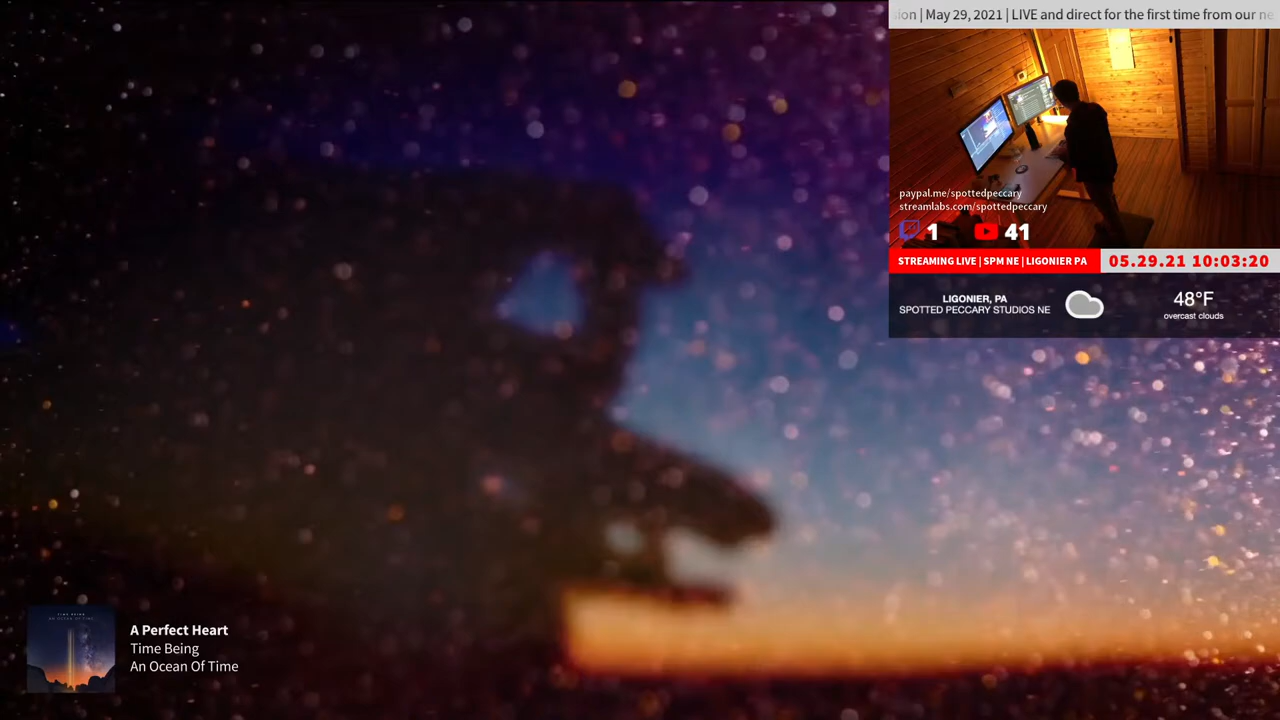 | May 29, 2021 | LIVE and direct for the first time from our
paypal.me/spottedpeccary
streamlabs.com/spottedpeccary
1 41
STREAMING LIVE | SPM NE | LIGONIER PA 05.29.21 10:03:20
LIGONIER, PA
SPOTTED PECCARY STUDIOS NE
48°F
overcast clouds
A Perfect Heart
Time Being
An Ocean Of Time